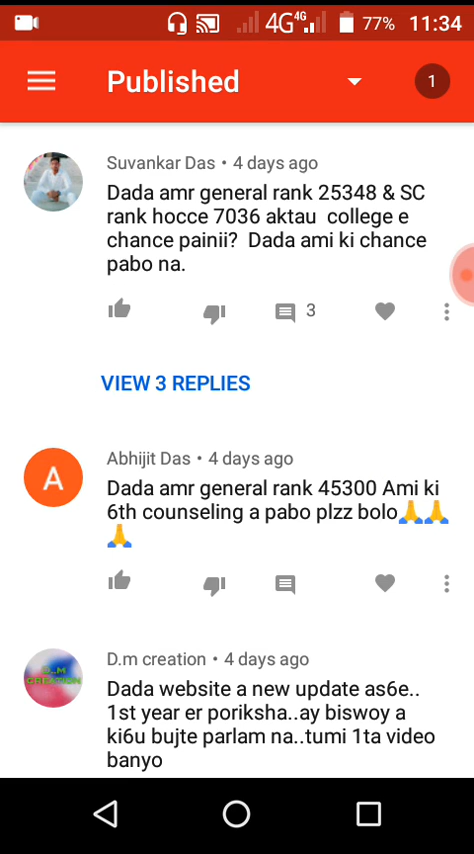 4G 4G 77% 11:34
Published 1
Suvankar Das • 4 days ago
Dada amr general rank 25348 & SC
rank hocce 7036 aktau college e
chance painii? Dada ami ki chance
pabo na.
3
VIEW 3 REPLIES
A
Abhijit Das • 4 days ago
Dada amr general rank 45300 Ami ki
6th counseling a pabo plzz bolo🙏🙏
🙏
D.M
CREATION
D.m creation • 4 days ago
Dada website a new update as6e..
1st year er poriksha..ay biswoy a
ki6u bujte parlam na..tumi 1ta video
banyo